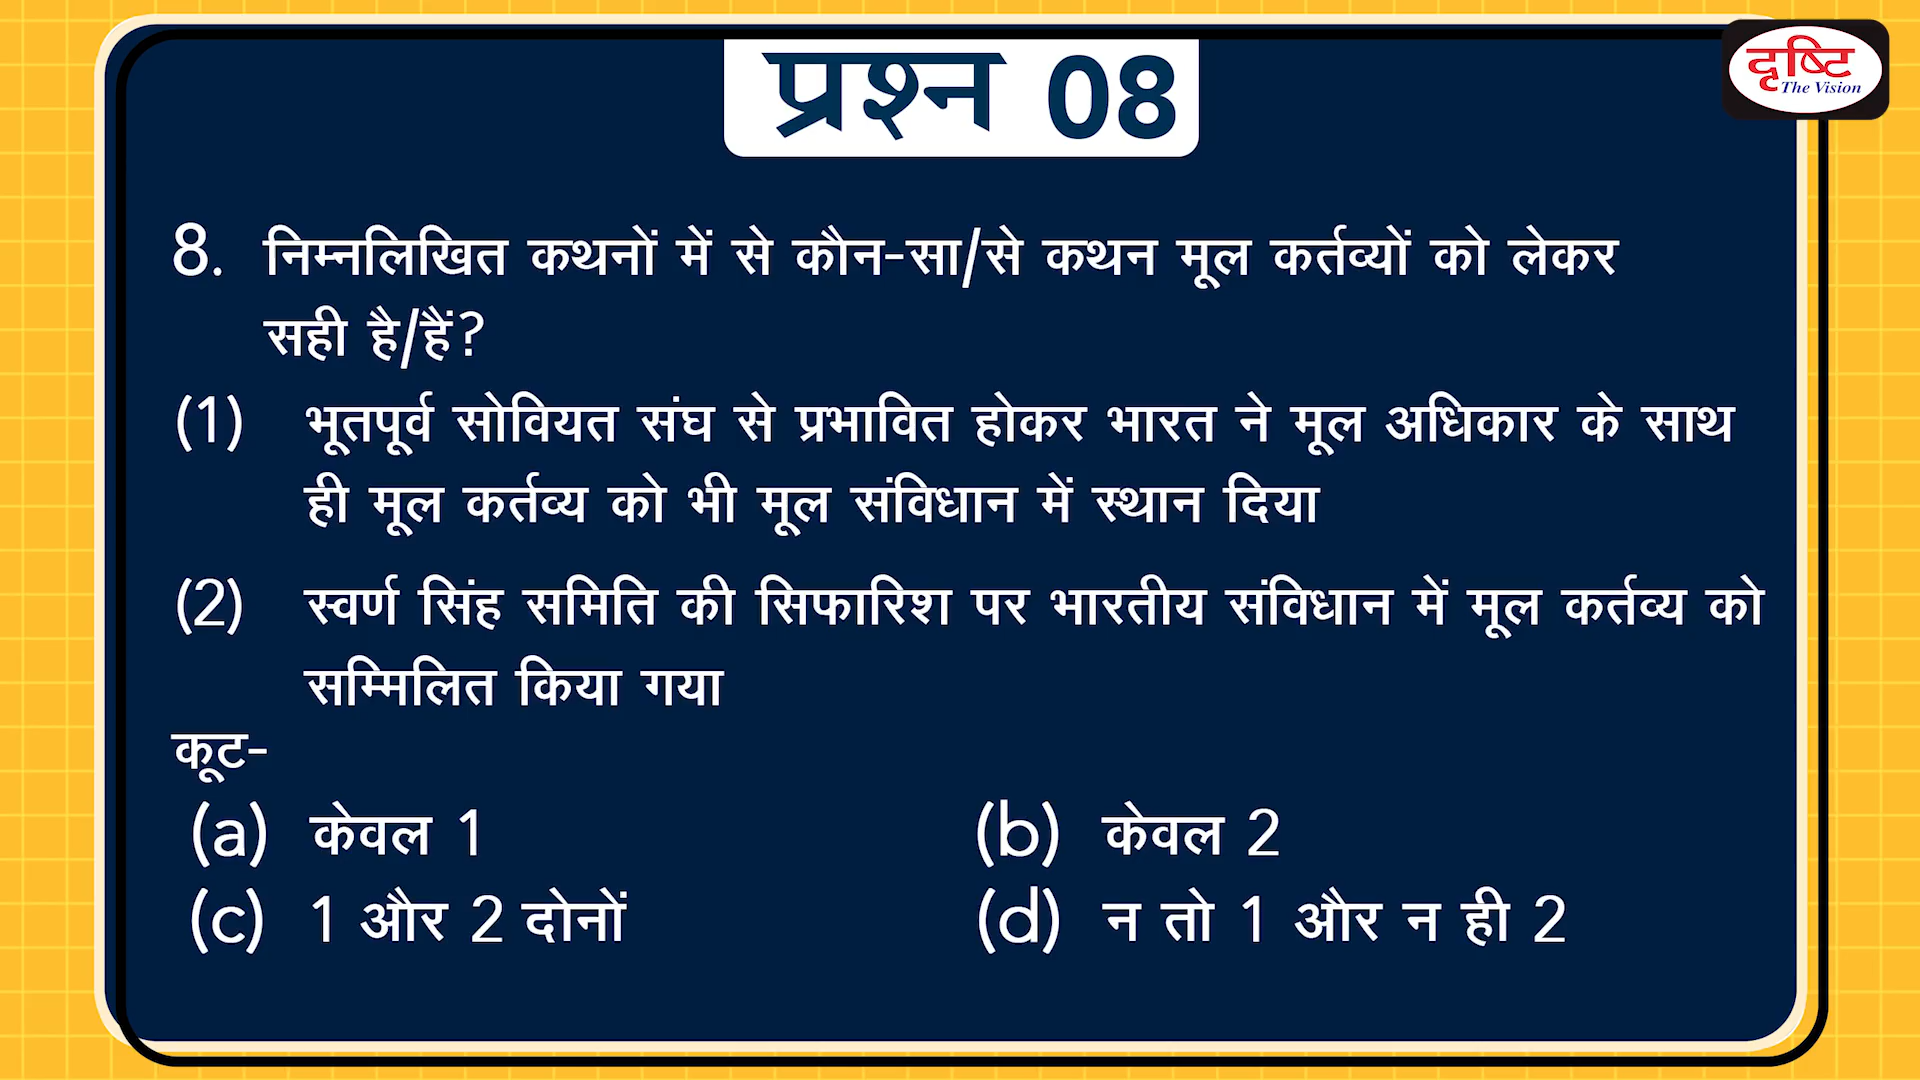 प्रश्न 08
दृष्टि
The Vision
8. निम्नलिखित कथनों में से कौन-सा/से कथन मूल कर्तव्यों को लेकर
सही है/हैं?
(1) भूतपूर्व सोवियत संघ से प्रभावित होकर भारत ने मूल अधिकार के साथ
ही मूल कर्तव्य को भी मूल संविधान में स्थान दिया
(2) स्वर्ण सिंह समिति की सिफारिश पर भारतीय संविधान में मूल कर्तव्य को
सम्मिलित किया गया
कूट-
(a) केवल 1 (b) केवल 2
(c) 1 और 2 दोनों (d) न तो 1 और न ही 2